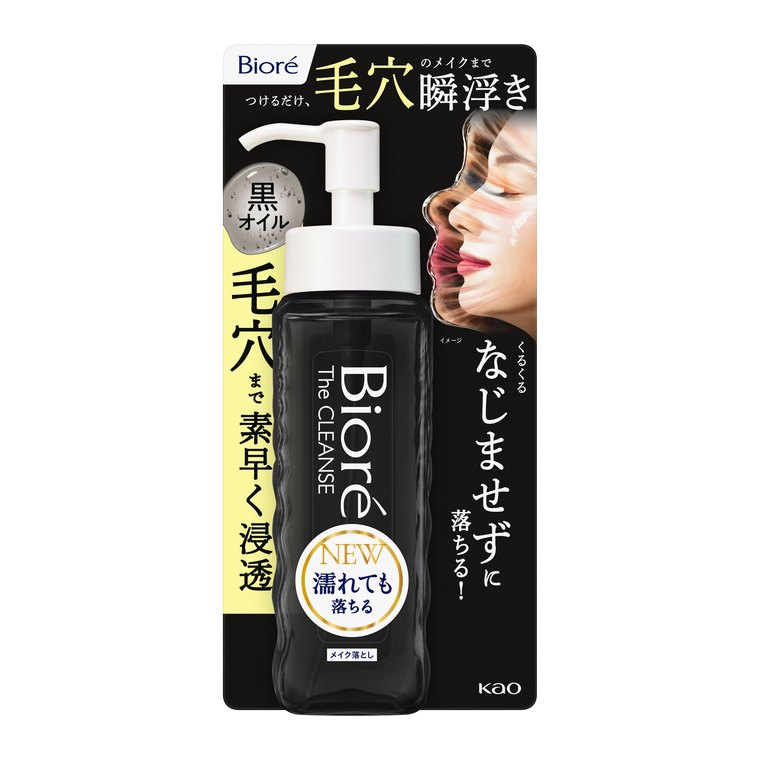 Bioré
つけるだけ、毛穴のメイクまで瞬浮き
黒
オイル
毛穴まで素早く浸透
イメージ
くるくる
なじませずに
落ちる!
Bioré
The CLEANSE
NEW
濡れても
落ちる
メイク落とし
Kao